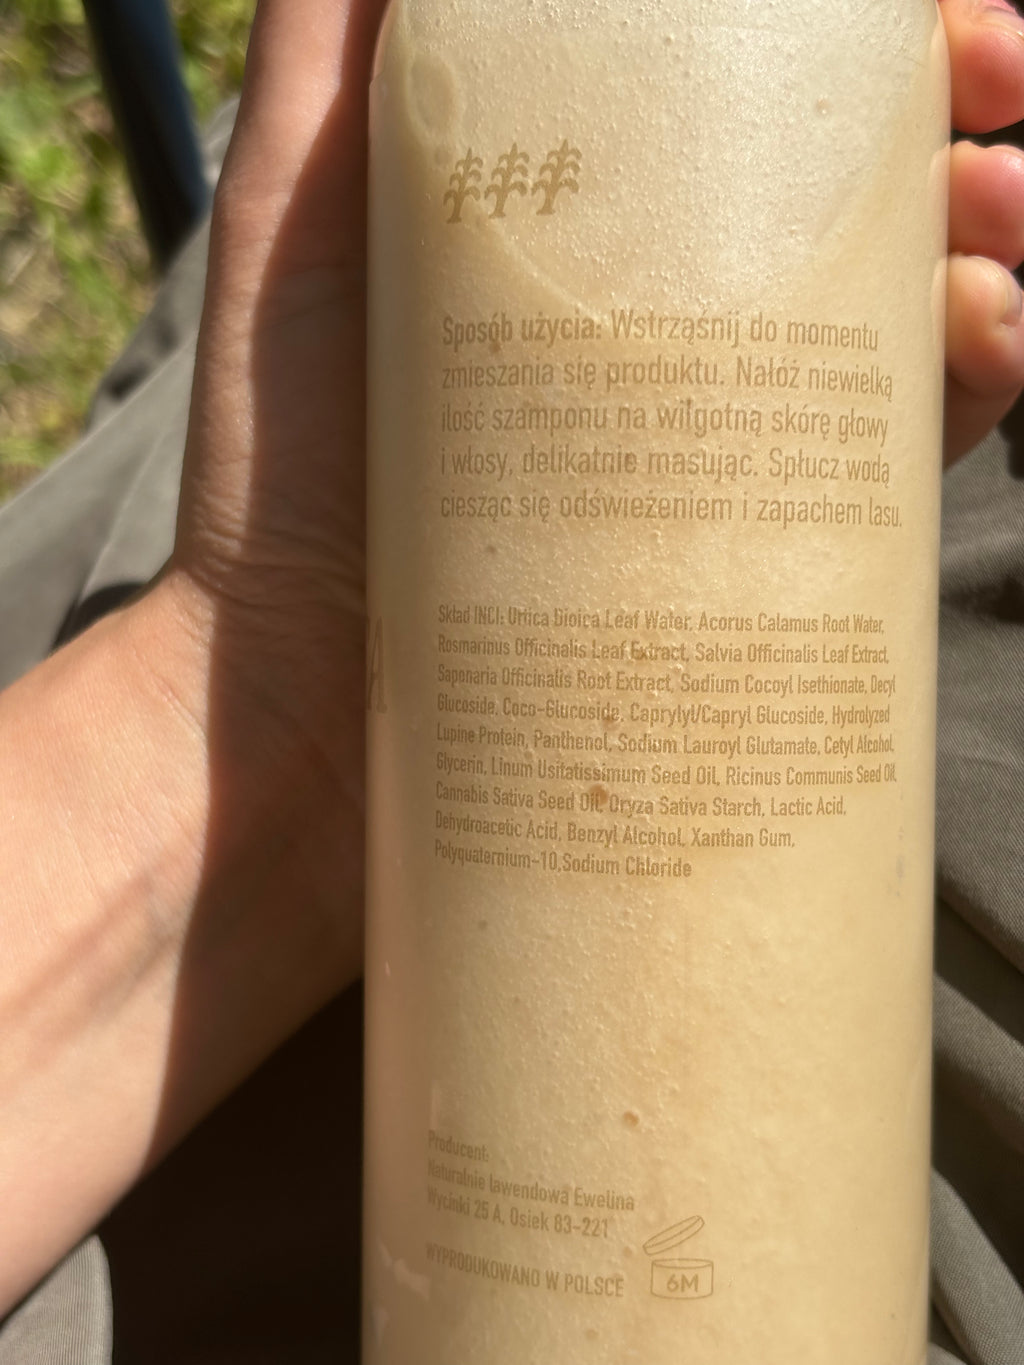 Sposób użycia: Wstrząśnij do momentu
zmieszania się produktu. Nałóż niewielką
ilość szamponu na wilgotną skórę głowy
i włosy, delikatnie masując. Spłucz wodą
ciesząc się odświeżeniem i zapachem lasu.
Skład INCI: Urtica Dioica Leaf Water, Acorus Calamus Root Water,
Rosmarinus Officinalis Leaf Extract, Salvia Officinalis Leaf Extract,
Saponaria Officinalis Root Extract, Sodium Cocoyl Isethionate, Decyl
Glucoside, Coco-Glucoside, Caprylyl/Capryl Glucoside, Hydrolyzed
Lupine Protein, Panthenol, Sodium Lauroyl Glutamate, Cetyl Alcohol,
Glycerin, Linum Usitatissimum Seed Oil, Ricinus Communis Seed Oil,
Cannabis Sativa Seed Oil, Oryza Sativa Starch, Lactic Acid,
Dehydroacetic Acid, Benzyl Alcohol, Xanthan Gum,
Polyquaternium-10,Sodium Chloride
Producent:
Naturalnie lawendowa Ewelina
Wycinki 25 A, Osiek 83-221
WYPRODUKOWANO W POLSCE
6M